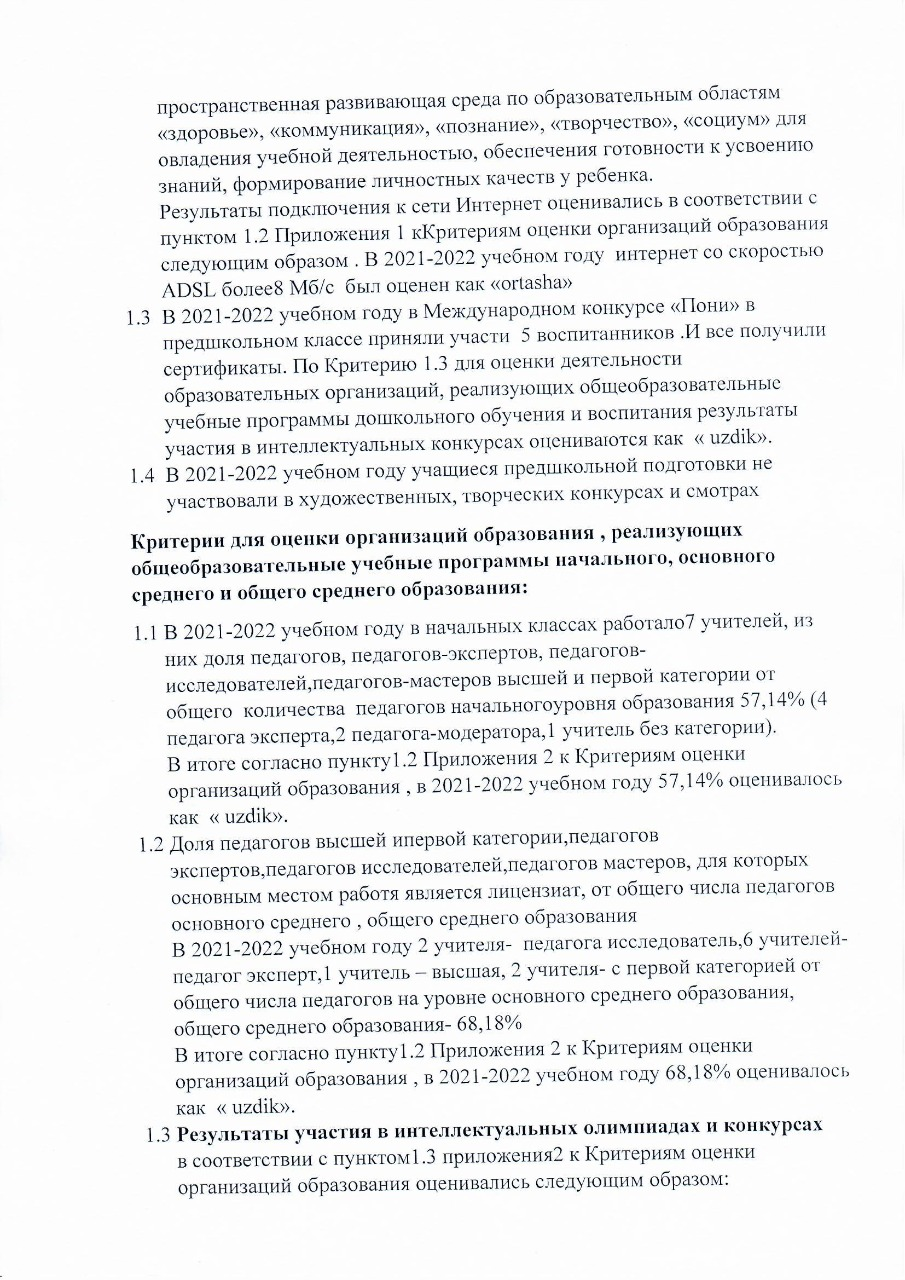 пространственная развивающая среда по образовательным областям
«здоровье», «коммуникация», «познание», «творчество», «социум» для
овладения учебной деятельностью, обеспечения готовности к усвоению
знаний, формирование личностных качеств у ребенка.
Результаты подключения к сети Интернет оценивались в соответствии с
пунктом 1.2 Приложения 1 кКритериям оценки организаций образования
следующим образом . В 2021-2022 учебном году интернет со скоростью
ADSL более8 Мб/с был оценен как «ortasha»
1.3 В 2021-2022 учебном году в Международном конкурсе «Пони» в
предшкольном классе приняли участи 5 воспитанников .И все получили
сертификаты. По Критерию 1.3 для оценки деятельности
образовательных организаций, реализующих общеобразовательные
учебные программы дошкольного обучения и воспитания результаты
участия в интеллектуальных конкурсах оцениваются как « uzdik».
1.4 В 2021-2022 учебном году учащиеся предшкольной подготовки не
участвовали в художественных, творческих конкурсах и смотрах
Критерии для оценки организаций образования , реализующих
общеобразовательные учебные программы начального, основного
среднего и общего среднего образования:
1.1 В 2021-2022 учебном году в начальных классах работало7 учителей, из
них доля педагогов, педагогов-экспертов, педагогов-
исследователей,педагогов-мастеров высшей и первой категории от
общего количества педагогов начальногоуровня образования 57,14% (4
педагога эксперта,2 педагога-модератора,1 учитель без категории).
В итоге согласно пункту1.2 Приложения 2 к Критериям оценки
организаций образования , в 2021-2022 учебном году 57,14% оценивалось
как « uzdik».
1.2 Доля педагогов высшей ипервой категории,педагогов
экспертов,педагогов исследователей,педагогов мастеров, для которых
основным местом работя является лицензиат, от общего числа педагогов
основного среднего , общего среднего образования
В 2021-2022 учебном году 2 учителя- педагога исследователь,6 учителей-
педагог эксперт,1 учитель – высшая, 2 учителя- с первой категорией от
общего числа педагогов на уровне основного среднего образования,
общего среднего образования- 68,18%
В итоге согласно пункту1.2 Приложения 2 к Критериям оценки
организаций образования , в 2021-2022 учебном году 68,18% оценивалось
как « uzdik».
1.3 Результаты участия в интеллектуальных олимпиадах и конкурсах
в соответствии с пунктом1.3 приложения2 к Критериям оценки
организаций образования оценивались следующим образом: